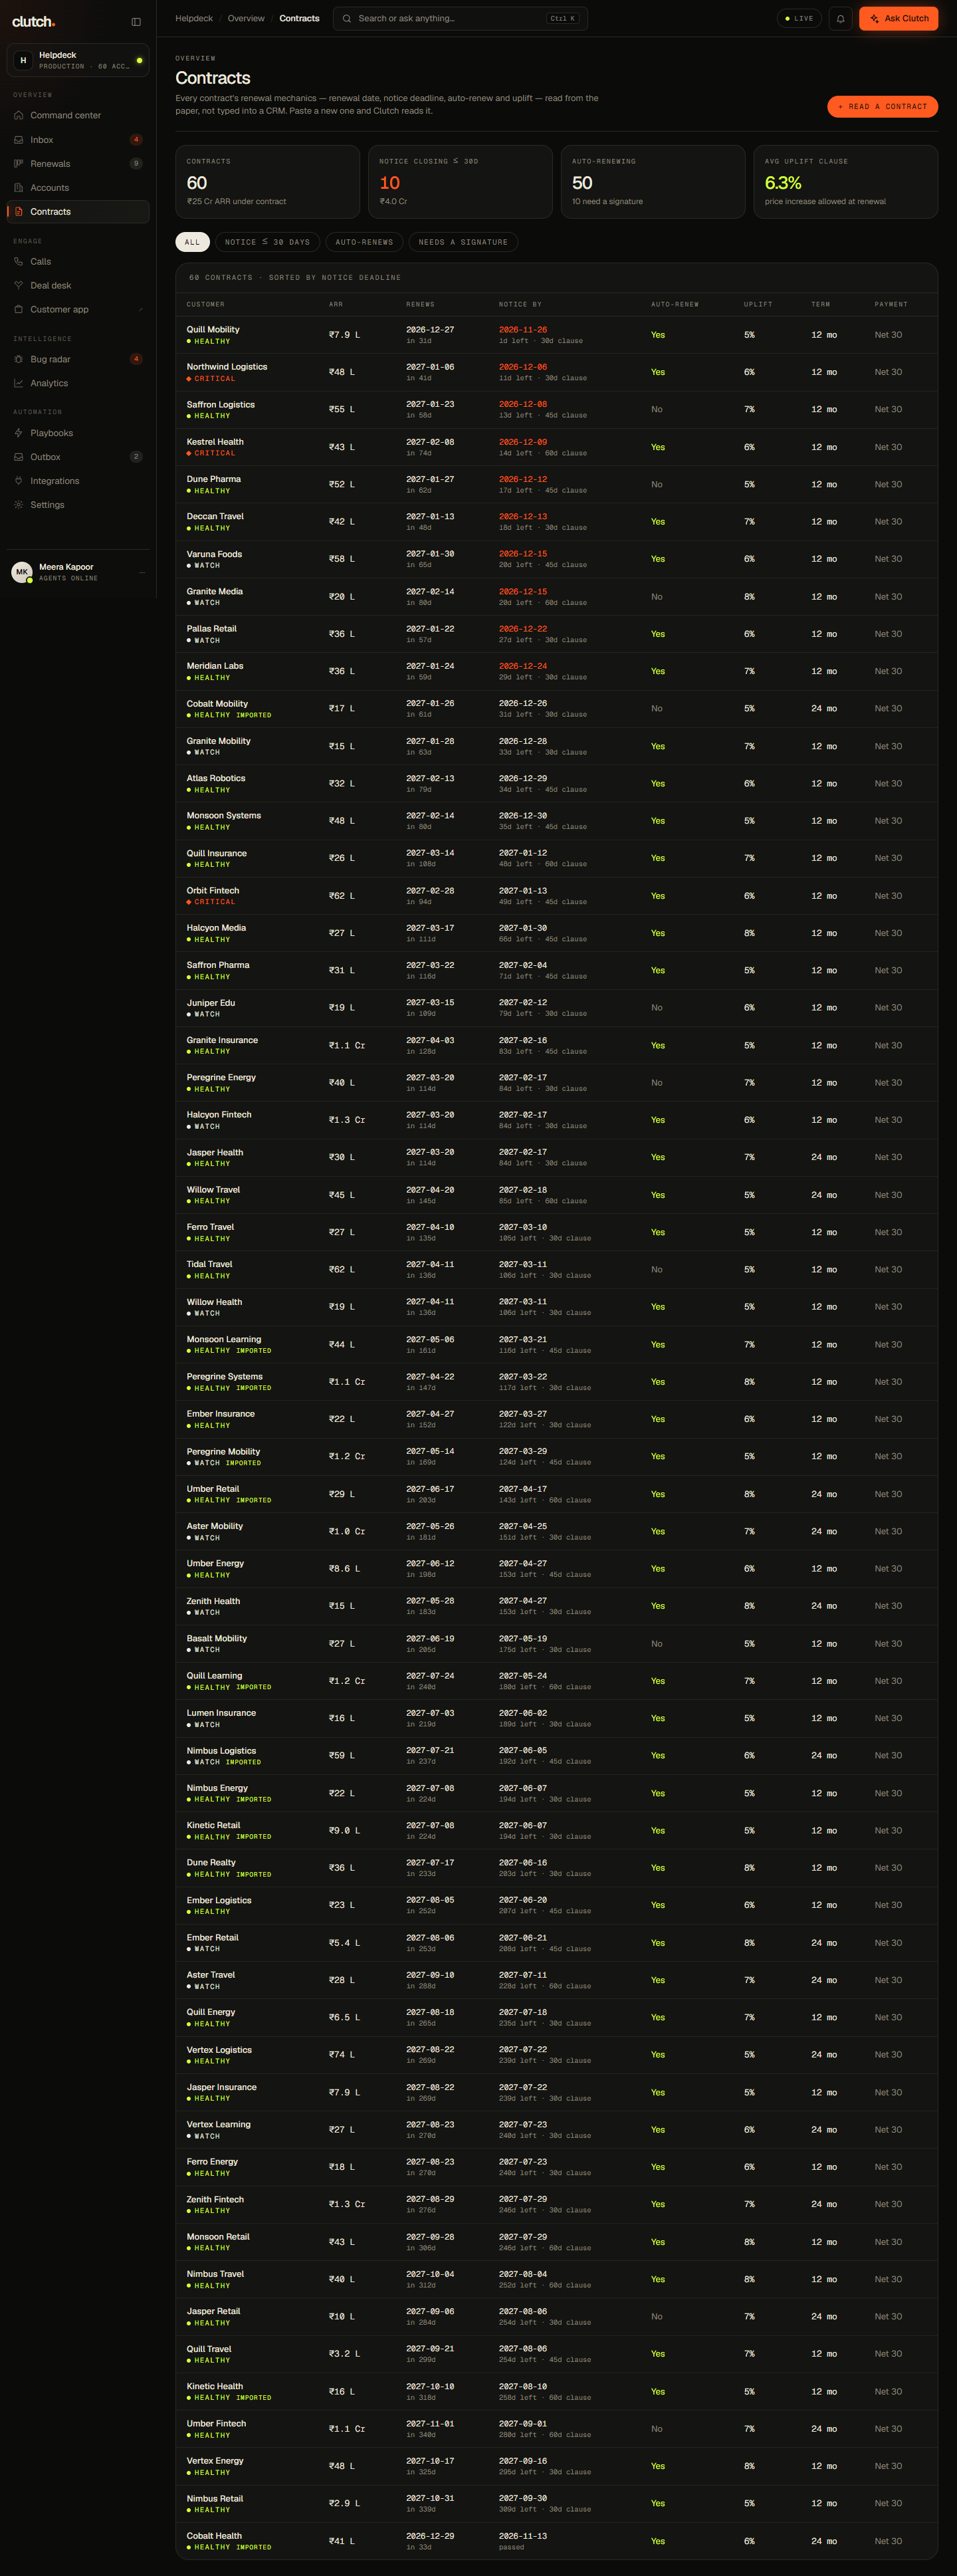 clutch.
H
Helpdeck
PRODUCTION · 60 ACC…
OVERVIEW
Command center
Inbox 4
Renewals 9
Accounts
Contracts
ENGAGE
Calls
Deal desk
Customer app
INTELLIGENCE
Bug radar 4
Analytics
AUTOMATION
Playbooks
Outbox 2
Integrations
Settings
MK
Meera Kapoor
AGENTS ONLINE
Helpdeck / Overview / Contracts
Search or ask anything… Ctrl K
LIVE
Ask Clutch
OVERVIEW
Contracts
Every contract's renewal mechanics — renewal date, notice deadline, auto-renew and uplift — read from the
paper, not typed into a CRM. Paste a new one and Clutch reads it.
+ READ A CONTRACT
CONTRACTS
60
₹25 Cr ARR under contract
NOTICE CLOSING ≤ 30D
10
₹4.0 Cr
AUTO-RENEWING
50
10 need a signature
AVG UPLIFT CLAUSE
6.3%
price increase allowed at renewal
ALL NOTICE ≤ 30 DAYS AUTO-RENEWS NEEDS A SIGNATURE
60 CONTRACTS · SORTED BY NOTICE DEADLINE
CUSTOMER ARR RENEWS NOTICE BY AUTO-RENEW UPLIFT TERM PAYMENT
Quill Mobility ₹7.9 L 2026-12-27 2026-11-26 Yes 5% 12 mo Net 30
HEALTHY in 31d 1d left · 30d clause
Northwind Logistics ₹48 L 2027-01-06 2026-12-06 Yes 6% 12 mo Net 30
CRITICAL in 41d 11d left · 30d clause
Saffron Logistics ₹55 L 2027-01-23 2026-12-08 No 7% 12 mo Net 30
HEALTHY in 58d 13d left · 45d clause
Kestrel Health ₹43 L 2027-02-08 2026-12-09 Yes 6% 12 mo Net 30
CRITICAL in 74d 14d left · 60d clause
Dune Pharma ₹52 L 2027-01-27 2026-12-12 No 5% 12 mo Net 30
HEALTHY in 62d 17d left · 45d clause
Deccan Travel ₹42 L 2027-01-13 2026-12-13 Yes 7% 12 mo Net 30
HEALTHY in 48d 18d left · 30d clause
Varuna Foods ₹58 L 2027-01-30 2026-12-15 Yes 6% 12 mo Net 30
WATCH in 65d 20d left · 45d clause
Granite Media ₹20 L 2027-02-14 2026-12-15 No 8% 12 mo Net 30
WATCH in 80d 20d left · 60d clause
Pallas Retail ₹36 L 2027-01-22 2026-12-22 Yes 6% 12 mo Net 30
WATCH in 57d 27d left · 30d clause
Meridian Labs ₹36 L 2027-01-24 2026-12-24 Yes 7% 12 mo Net 30
HEALTHY in 59d 29d left · 30d clause
Cobalt Mobility ₹17 L 2027-01-26 2026-12-26 No 5% 24 mo Net 30
HEALTHY IMPORTED in 61d 31d left · 30d clause
Granite Mobility ₹15 L 2027-01-28 2026-12-28 Yes 7% 12 mo Net 30
WATCH in 63d 33d left · 30d clause
Atlas Robotics ₹32 L 2027-02-13 2026-12-29 Yes 6% 12 mo Net 30
HEALTHY in 79d 34d left · 45d clause
Monsoon Systems ₹48 L 2027-02-14 2026-12-30 Yes 5% 12 mo Net 30
HEALTHY in 80d 35d left · 45d clause
Quill Insurance ₹26 L 2027-03-14 2027-01-12 Yes 7% 12 mo Net 30
HEALTHY in 108d 48d left · 60d clause
Orbit Fintech ₹62 L 2027-02-28 2027-01-13 Yes 6% 12 mo Net 30
CRITICAL in 94d 49d left · 45d clause
Halcyon Media ₹27 L 2027-03-17 2027-01-30 Yes 8% 12 mo Net 30
HEALTHY in 111d 66d left · 45d clause
Saffron Pharma ₹31 L 2027-03-22 2027-02-04 Yes 5% 12 mo Net 30
HEALTHY in 116d 71d left · 45d clause
Juniper Edu ₹19 L 2027-03-15 2027-02-12 No 6% 12 mo Net 30
WATCH in 109d 79d left · 30d clause
Granite Insurance ₹1.1 Cr 2027-04-03 2027-02-16 Yes 5% 12 mo Net 30
HEALTHY in 128d 83d left · 45d clause
Peregrine Energy ₹40 L 2027-03-20 2027-02-17 No 7% 12 mo Net 30
HEALTHY in 114d 84d left · 30d clause
Halcyon Fintech ₹1.3 Cr 2027-03-20 2027-02-17 Yes 6% 12 mo Net 30
WATCH in 114d 84d left · 30d clause
Jasper Health ₹30 L 2027-03-20 2027-02-17 Yes 7% 24 mo Net 30
HEALTHY in 114d 84d left · 30d clause
Willow Travel ₹45 L 2027-04-20 2027-02-18 Yes 5% 24 mo Net 30
HEALTHY in 145d 85d left · 60d clause
Ferro Travel ₹27 L 2027-04-10 2027-03-10 Yes 5% 12 mo Net 30
HEALTHY in 135d 105d left · 30d clause
Tidal Travel ₹62 L 2027-04-11 2027-03-11 No 5% 12 mo Net 30
HEALTHY in 136d 106d left · 30d clause
Willow Health ₹19 L 2027-04-11 2027-03-11 Yes 5% 12 mo Net 30
WATCH in 136d 106d left · 30d clause
Monsoon Learning ₹44 L 2027-05-06 2027-03-21 Yes 7% 12 mo Net 30
HEALTHY IMPORTED in 161d 116d left · 45d clause
Peregrine Systems ₹1.1 Cr 2027-04-22 2027-03-22 Yes 8% 12 mo Net 30
HEALTHY IMPORTED in 147d 117d left · 30d clause
Ember Insurance ₹22 L 2027-04-27 2027-03-27 Yes 6% 12 mo Net 30
HEALTHY in 152d 122d left · 30d clause
Peregrine Mobility ₹1.2 Cr 2027-05-14 2027-03-29 Yes 5% 12 mo Net 30
WATCH IMPORTED in 169d 124d left · 45d clause
Umber Retail ₹29 L 2027-06-17 2027-04-17 Yes 8% 24 mo Net 30
HEALTHY IMPORTED in 203d 143d left · 60d clause
Aster Mobility ₹1.0 Cr 2027-05-26 2027-04-25 Yes 7% 24 mo Net 30
WATCH in 181d 151d left · 30d clause
Umber Energy ₹8.6 L 2027-06-12 2027-04-27 Yes 6% 12 mo Net 30
HEALTHY in 198d 153d left · 45d clause
Zenith Health ₹15 L 2027-05-28 2027-04-27 Yes 8% 24 mo Net 30
WATCH in 183d 153d left · 30d clause
Basalt Mobility ₹27 L 2027-06-19 2027-05-19 No 5% 12 mo Net 30
WATCH in 205d 175d left · 30d clause
Quill Learning ₹1.2 Cr 2027-07-24 2027-05-24 Yes 7% 12 mo Net 30
HEALTHY IMPORTED in 240d 180d left · 60d clause
Lumen Insurance ₹16 L 2027-07-03 2027-06-02 Yes 5% 12 mo Net 30
WATCH in 219d 189d left · 30d clause
Nimbus Logistics ₹59 L 2027-07-21 2027-06-05 Yes 6% 24 mo Net 30
WATCH IMPORTED in 237d 192d left · 45d clause
Nimbus Energy ₹22 L 2027-07-08 2027-06-07 Yes 5% 12 mo Net 30
HEALTHY IMPORTED in 224d 194d left · 30d clause
Kinetic Retail ₹9.0 L 2027-07-08 2027-06-07 Yes 5% 12 mo Net 30
HEALTHY IMPORTED in 224d 194d left · 30d clause
Dune Realty ₹36 L 2027-07-17 2027-06-16 Yes 8% 12 mo Net 30
HEALTHY IMPORTED in 233d 203d left · 30d clause
Ember Logistics ₹23 L 2027-08-05 2027-06-20 Yes 6% 12 mo Net 30
HEALTHY in 252d 207d left · 45d clause
Ember Retail ₹5.4 L 2027-08-06 2027-06-21 Yes 8% 24 mo Net 30
WATCH in 253d 208d left · 45d clause
Aster Travel ₹28 L 2027-09-10 2027-07-11 Yes 7% 24 mo Net 30
WATCH in 288d 228d left · 60d clause
Quill Energy ₹6.5 L 2027-08-18 2027-07-18 Yes 7% 24 mo Net 30
HEALTHY in 265d 235d left · 30d clause
Vertex Logistics ₹74 L 2027-08-22 2027-07-22 Yes 5% 24 mo Net 30
HEALTHY in 269d 239d left · 30d clause
Jasper Insurance ₹7.9 L 2027-08-22 2027-07-22 Yes 5% 12 mo Net 30
HEALTHY in 269d 239d left · 30d clause
Vertex Learning ₹27 L 2027-08-23 2027-07-23 Yes 6% 24 mo Net 30
WATCH in 270d 240d left · 30d clause
Ferro Energy ₹18 L 2027-08-23 2027-07-23 Yes 6% 12 mo Net 30
HEALTHY in 270d 240d left · 30d clause
Zenith Fintech ₹1.3 Cr 2027-08-29 2027-07-29 Yes 7% 24 mo Net 30
HEALTHY in 276d 246d left · 30d clause
Monsoon Retail ₹43 L 2027-09-28 2027-07-29 Yes 8% 12 mo Net 30
HEALTHY in 306d 246d left · 60d clause
Nimbus Travel ₹40 L 2027-10-04 2027-08-04 Yes 8% 12 mo Net 30
HEALTHY in 312d 252d left · 60d clause
Jasper Retail ₹10 L 2027-09-06 2027-08-06 No 7% 24 mo Net 30
HEALTHY in 284d 254d left · 30d clause
Quill Travel ₹3.2 L 2027-09-21 2027-08-06 Yes 7% 12 mo Net 30
HEALTHY in 299d 254d left · 45d clause
Kinetic Health ₹16 L 2027-10-10 2027-08-10 Yes 5% 12 mo Net 30
HEALTHY IMPORTED in 318d 258d left · 60d clause
Umber Fintech ₹1.1 Cr 2027-11-01 2027-09-01 No 7% 24 mo Net 30
HEALTHY in 340d 280d left · 60d clause
Vertex Energy ₹48 L 2027-10-17 2027-09-16 Yes 8% 12 mo Net 30
HEALTHY in 325d 295d left · 30d clause
Nimbus Retail ₹2.9 L 2027-10-31 2027-09-30 Yes 5% 12 mo Net 30
HEALTHY in 339d 309d left · 30d clause
Cobalt Health ₹41 L 2026-12-29 2026-11-13 Yes 6% 24 mo Net 30
HEALTHY IMPORTED in 33d passed